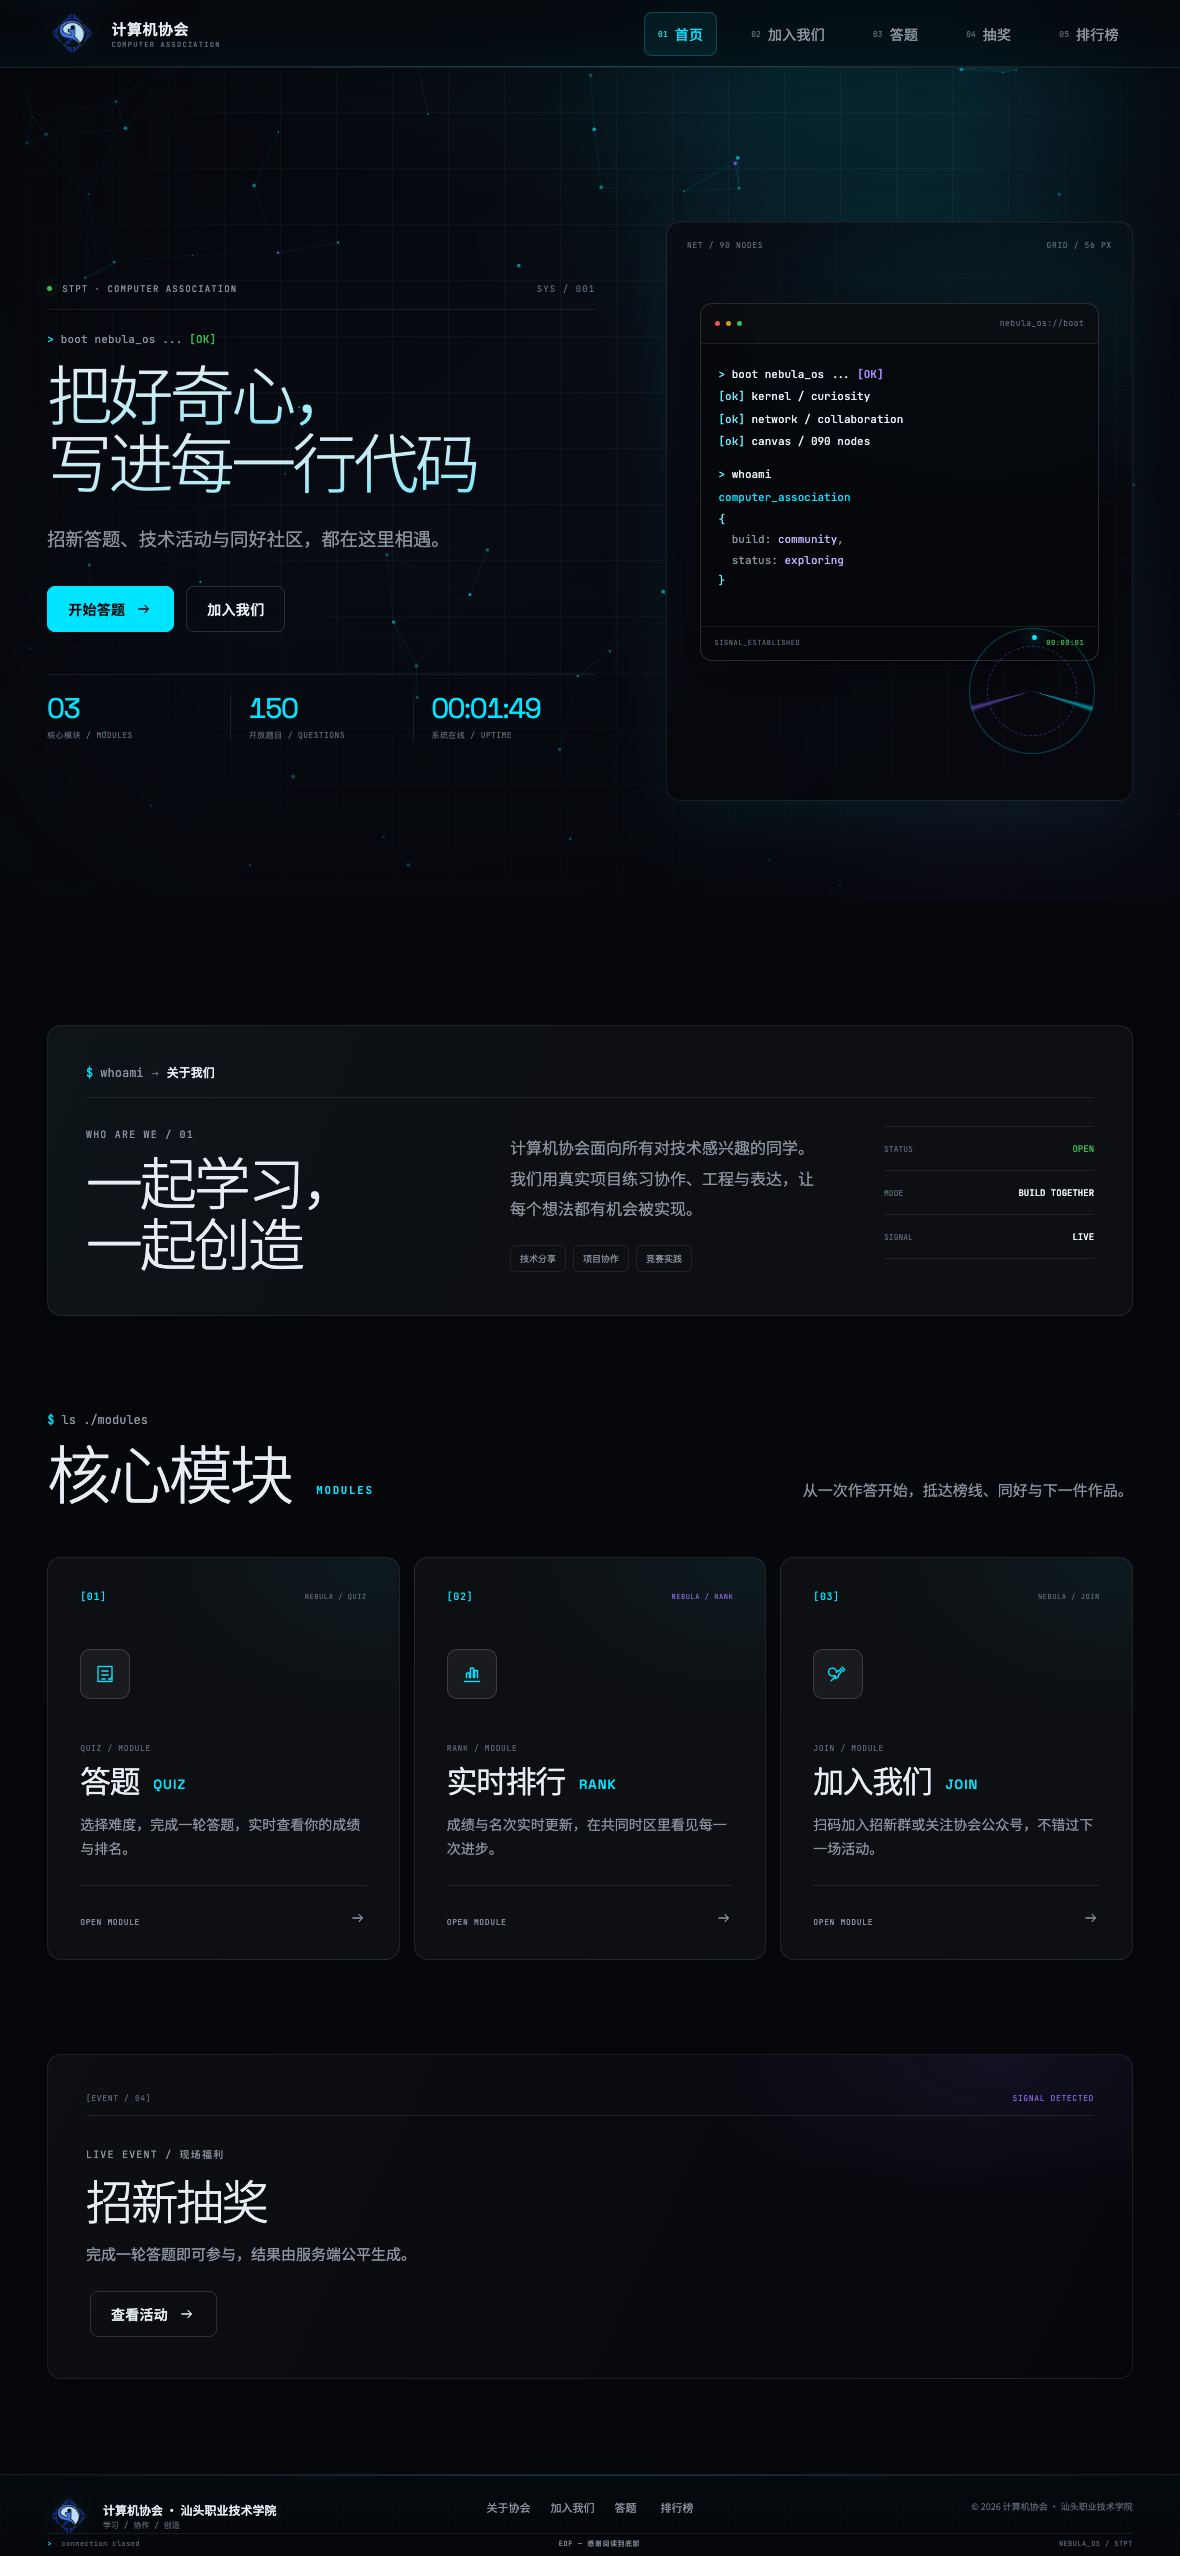 计算机协会
COMPUTER ASSOCIATION
01 首页
02 加入我们
03 答题
04 抽奖
05 排行榜
STPT · COMPUTER ASSOCIATION
SYS / 001
> boot nebula_os ... [OK]
把好奇心，
写进每一行代码
招新答题、技术活动与同好社区，都在这里相遇。
开始答题 →
加入我们
03
核心模块 / MODULES
150
开放题目 / QUESTIONS
00:01:49
系统在线 / UPTIME
NET / 90 NODES
GRID / 56 PX
nebula_os://boot
> boot nebula_os ... [OK]
[ok] kernel / curiosity
[ok] network / collaboration
[ok] canvas / 090 nodes
> whoami
computer_association
{
build: community,
status: exploring
}
SIGNAL_ESTABLISHED
00:00:01
$ whoami → 关于我们
WHO ARE WE / 01
一起学习，
一起创造
计算机协会面向所有对技术感兴趣的同学。
我们用真实项目练习协作、工程与表达，让
每个想法都有机会被实现。
技术分享
项目协作
竞赛实践
STATUS OPEN
MODE BUILD TOGETHER
SIGNAL LIVE
$ ls ./modules
核心模块 MODULES
从一次作答开始，抵达榜线、同好与下一件作品。
[01]
NEBULA / QUIZ
QUIZ / MODULE
答题 QUIZ
选择难度，完成一轮答题，实时查看你的成绩
与排名。
OPEN MODULE →
[02]
NEBULA / RANK
RANK / MODULE
实时排行 RANK
成绩与名次实时更新，在共同时区里看见每一
次进步。
OPEN MODULE →
[03]
NEBULA / JOIN
JOIN / MODULE
加入我们 JOIN
扫码加入招新群或关注协会公众号，不错过下
一场活动。
OPEN MODULE →
[EVENT / 04]
SIGNAL DETECTED
LIVE EVENT / 现场福利
招新抽奖
完成一轮答题即可参与，结果由服务端公平生成。
查看活动 →
计算机协会 · 汕头职业技术学院
学习 / 协作 / 创造
关于协会
加入我们
答题
排行榜
© 2026 计算机协会 · 汕头职业技术学院
> connection closed
EOF — 感谢阅读到底部
NEBULA_OS / STPT